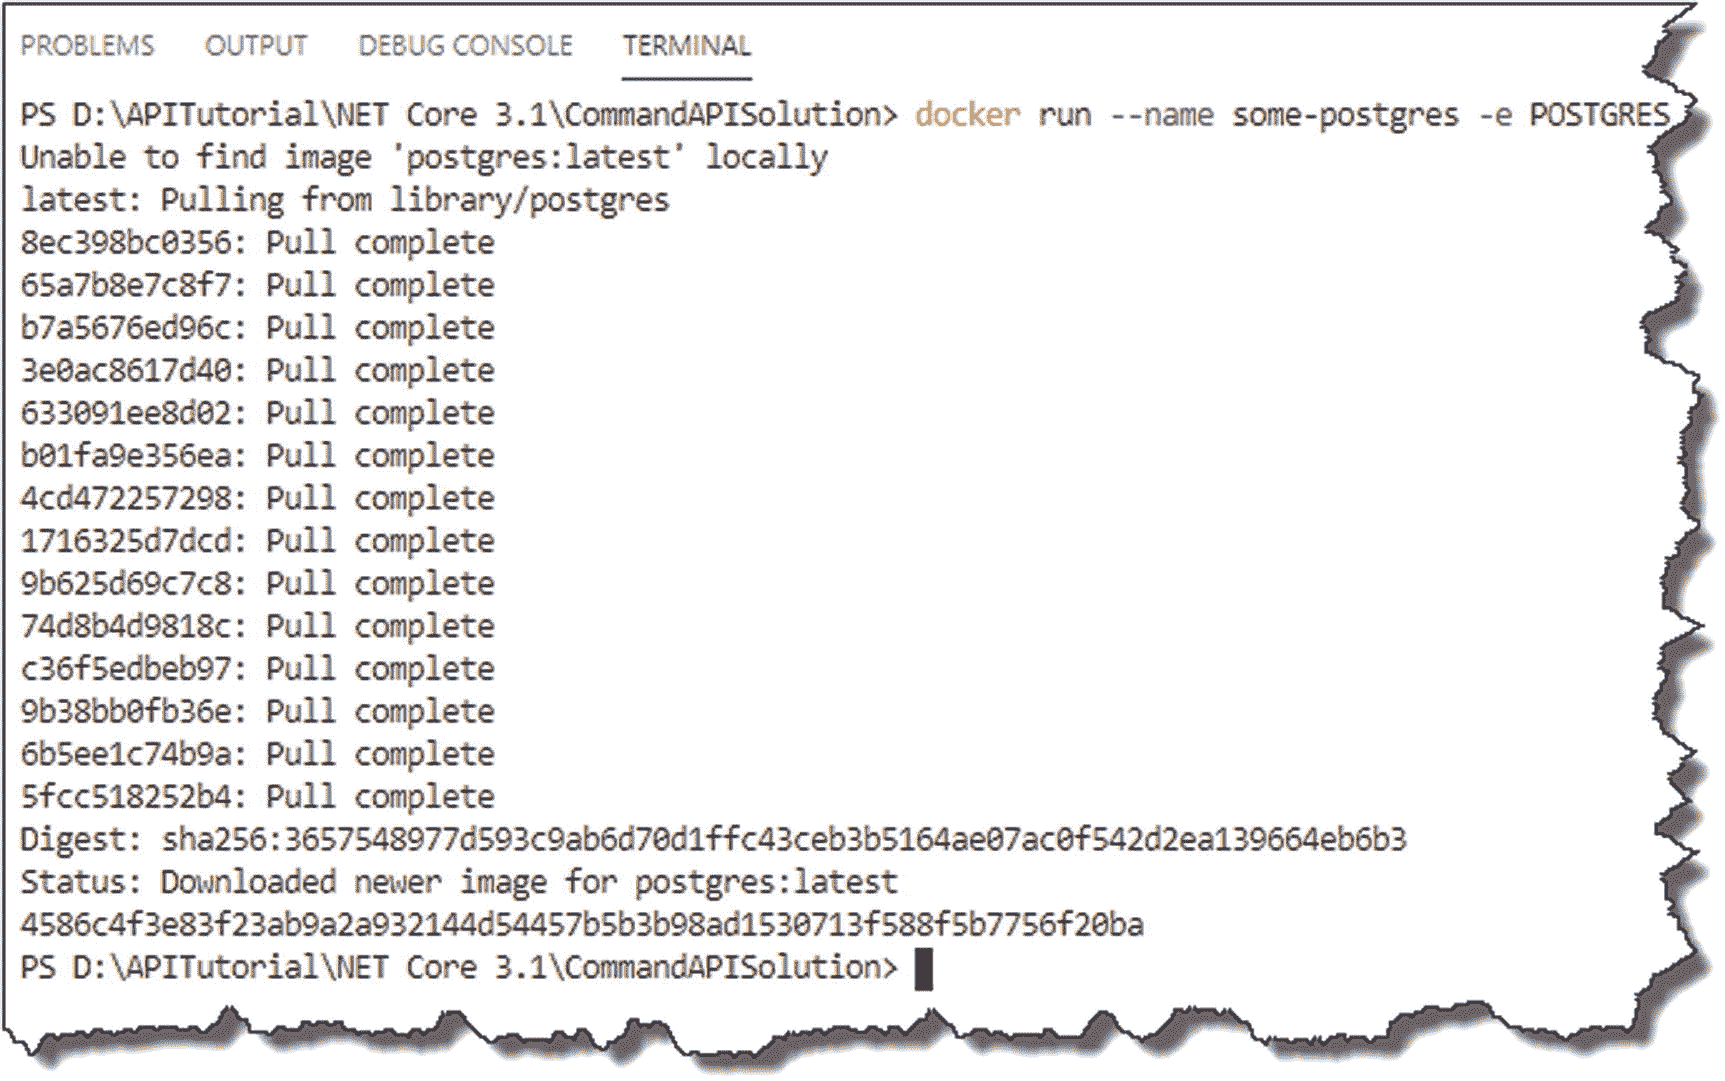 PROBLEMS OUTPUT DEBUG CONSOLE TERMINAL
PS D:\APITutorial\NET Core 3.1\CommandAPISolution> docker run --name some-postgres -e POSTGRES
Unable to find image 'postgres:latest' locally
latest: Pulling from library/postgres
8ec398bc0356: Pull complete
65a7b8e7c8f7: Pull complete
b7a5676ed96c: Pull complete
3e0ac8617d40: Pull complete
633091ee8d02: Pull complete
b01fa9e356ea: Pull complete
4cd472257298: Pull complete
1716325d7dcd: Pull complete
9b625d69c7c8: Pull complete
74d8b4d9818c: Pull complete
c36f5edbeb97: Pull complete
9b38bb0fb36e: Pull complete
6b5ee1c74b9a: Pull complete
5fcc518252b4: Pull complete
Digest: sha256:3657548977d593c9ab6d70d1ffc43ceb3b5164ae07ac0f542d2ea139664eb6b3
Status: Downloaded newer image for postgres:latest
4586c4f3e83f23ab9a2a932144d54457b5b3b98ad1530713f588f5b7756f20ba
PS D:\APITutorial\NET Core 3.1\CommandAPISolution>